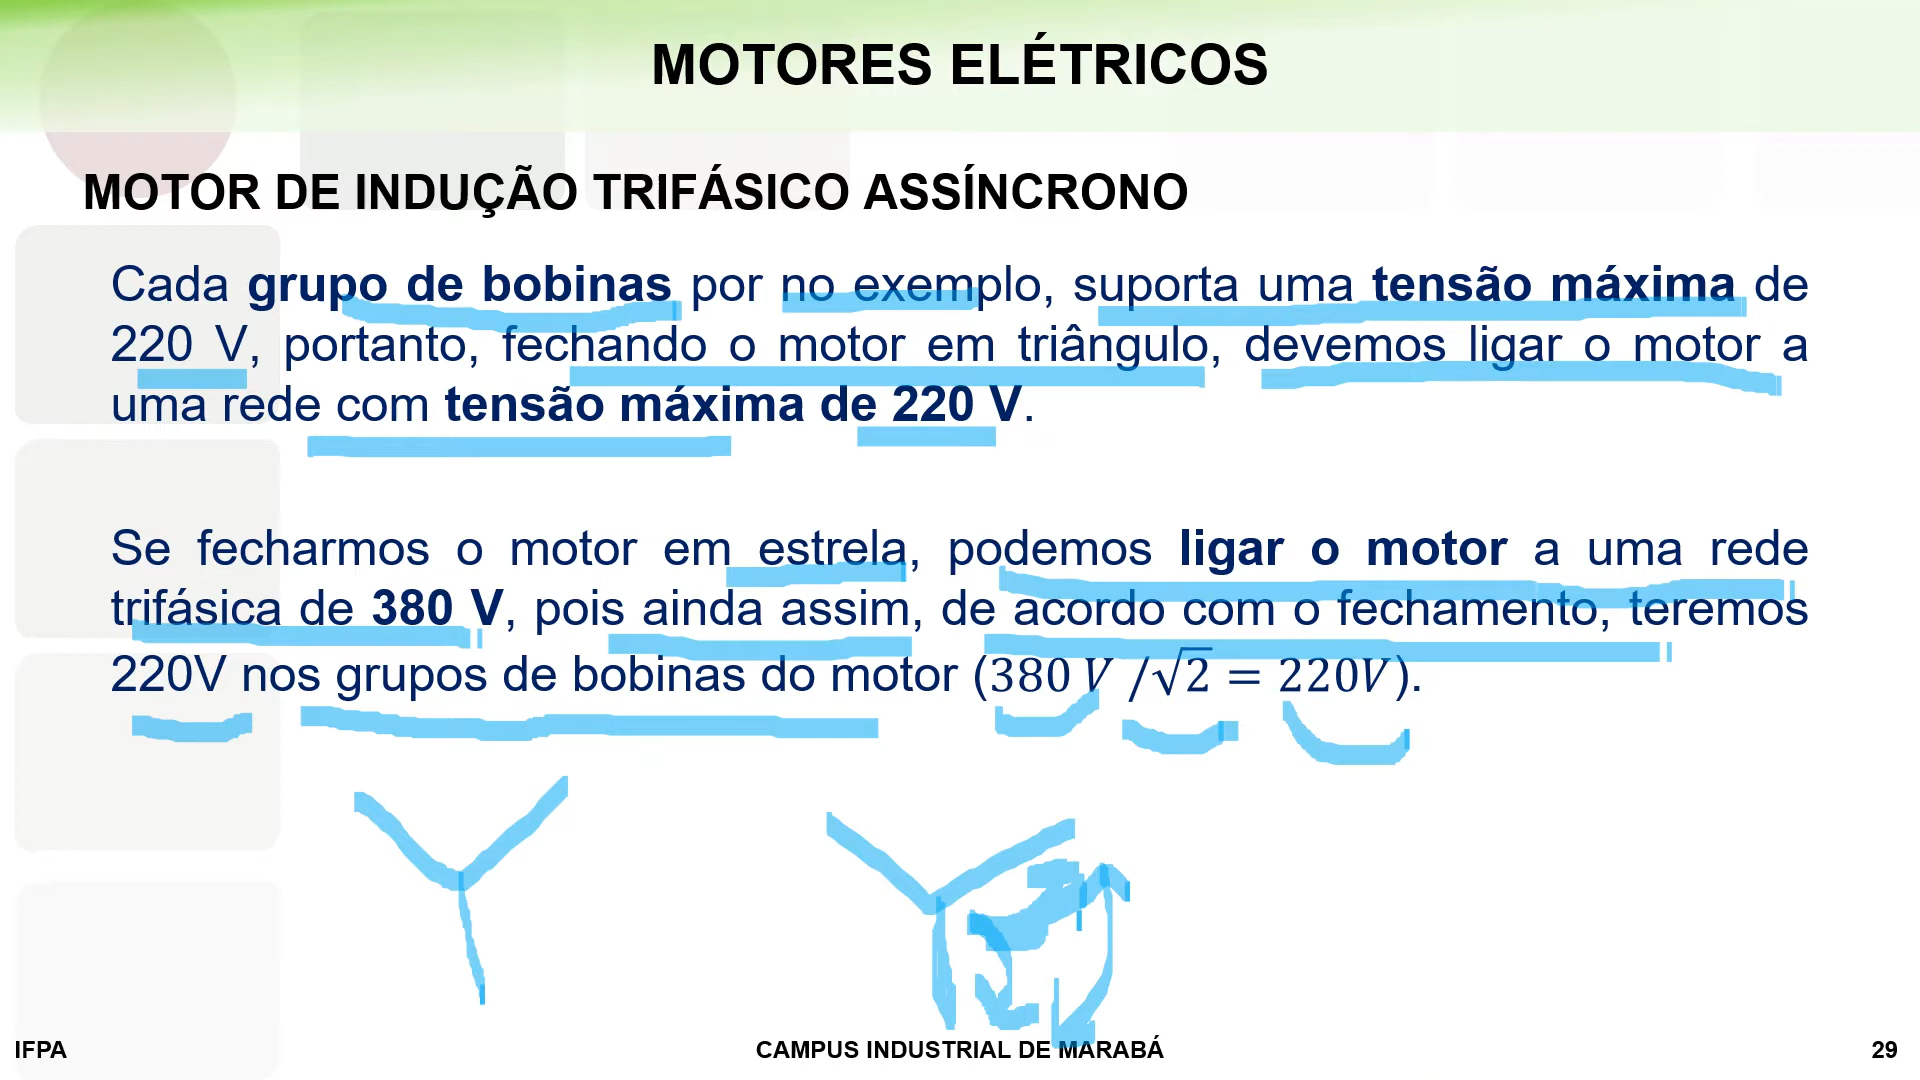 MOTORES ELÉTRICOS
MOTOR DE INDUÇÃO TRIFÁSICO ASSÍNCRONO
Cada grupo de bobinas por no exemplo, suporta uma tensão máxima de
220 V, portanto, fechando o motor em triângulo, devemos ligar o motor a
uma rede com tensão máxima de 220 V.
Se fecharmos o motor em estrela, podemos ligar o motor a uma rede
trifásica de 380 V, pois ainda assim, de acordo com o fechamento, teremos
220V nos grupos de bobinas do motor (380 V /√2 = 220V).
IFPA
CAMPUS INDUSTRIAL DE MARABÁ
29